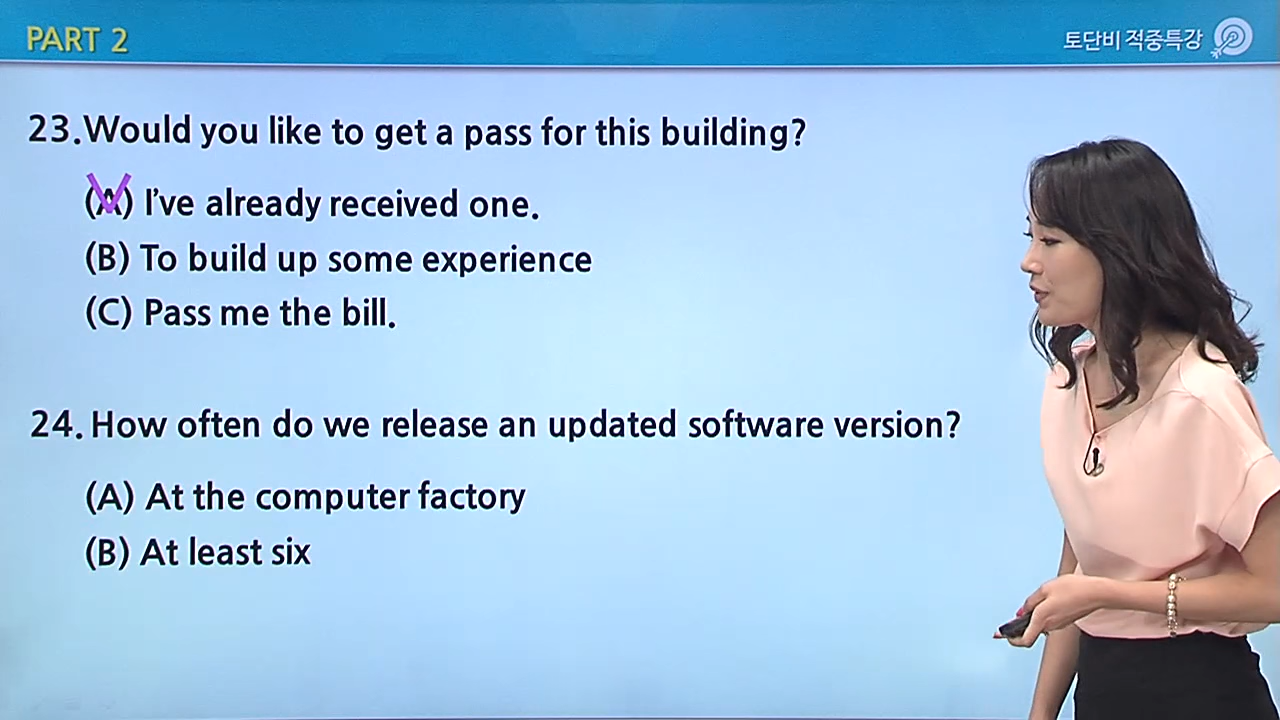 PART 2
토단비 적중특강
23. Would you like to get a pass for this building?
(A) I've already received one.
(B) To build up some experience
(C) Pass me the bill.
24. How often do we release an updated software version?
(A) At the computer factory
(B) At least six